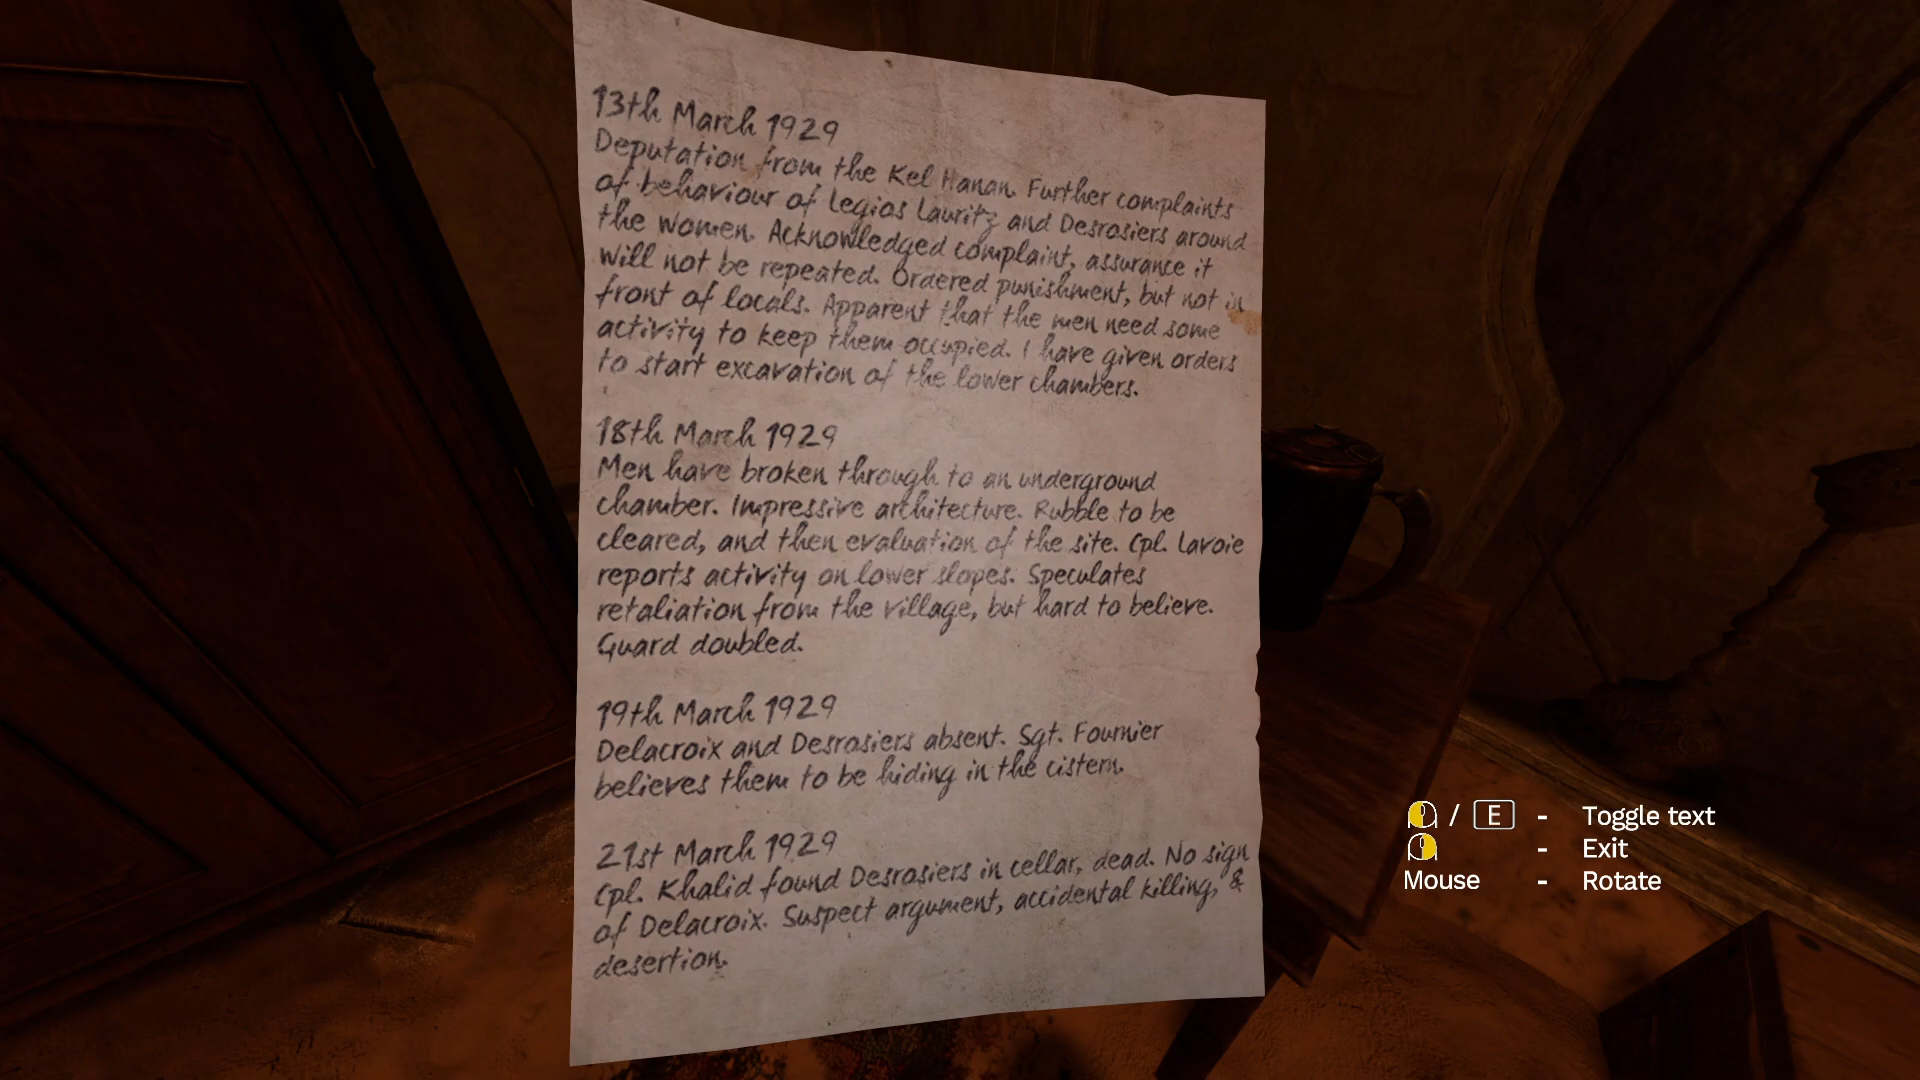 13th March 1929
Deputation from the Kel Hanan. Further complaints
of behaviour of Legios Lauritz and Desrosiers around
the women. Acknowledged complaint, assurance it
will not be repeated. Ordered punishment, but not in
front of locals. Apparent that the men need some
activity to keep them occupied. I have given orders
to start excavation of the lower chambers.
18th March 1929
Men have broken through to an underground
chamber. Impressive architecture. Rubble to be
cleared, and then evaluation of the site. Cpl. Lavoie
reports activity on lower slopes. Speculates
retaliation from the village, but hard to believe.
Guard doubled.
19th March 1929
Delacroix and Desrosiers absent. Sgt. Fournier
believes them to be hiding in the cistern.
21st March 1929
Cpl. Khalid found Desrosiers in cellar, dead. No sign
of Delacroix. Suspect argument, accidental killing, &
desertion.
/ E - Toggle text
- Exit
Mouse - Rotate